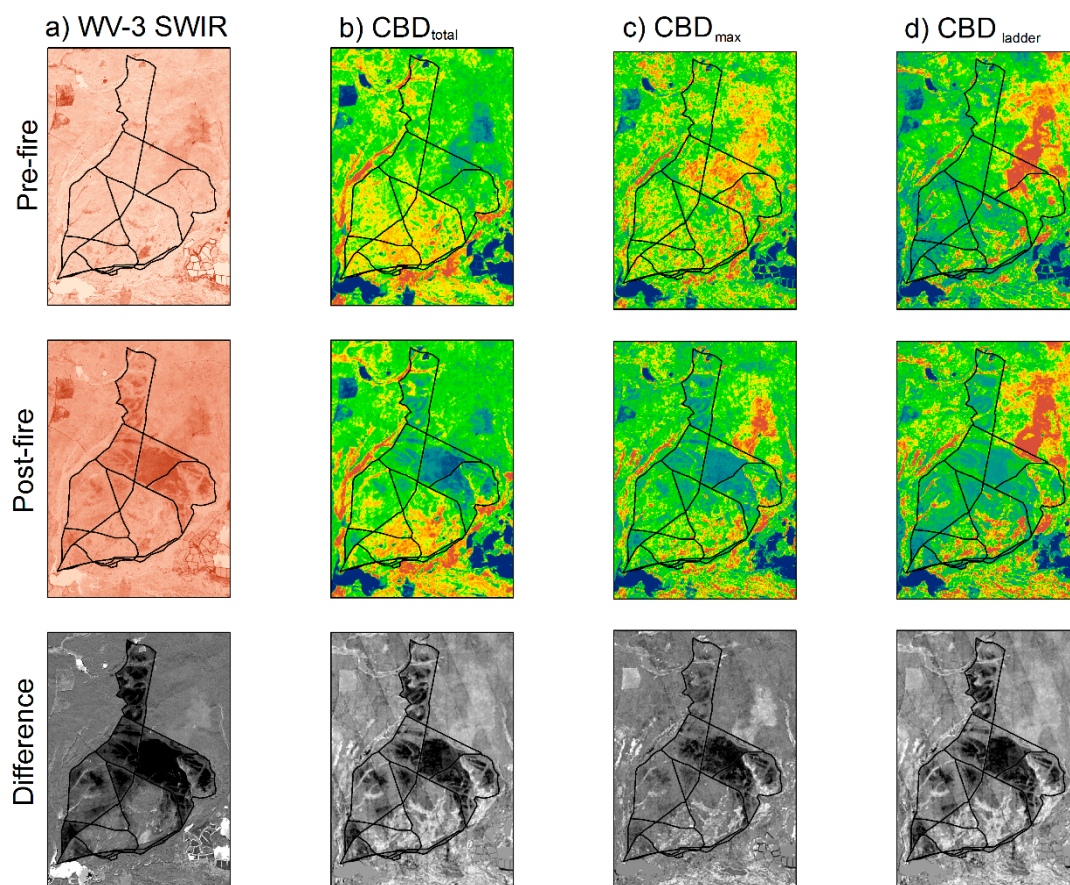 a) WV-3 SWIR b) CBDtotal c) CBDmax d) CBD ladder
Pre-fire
Post-fire
Difference